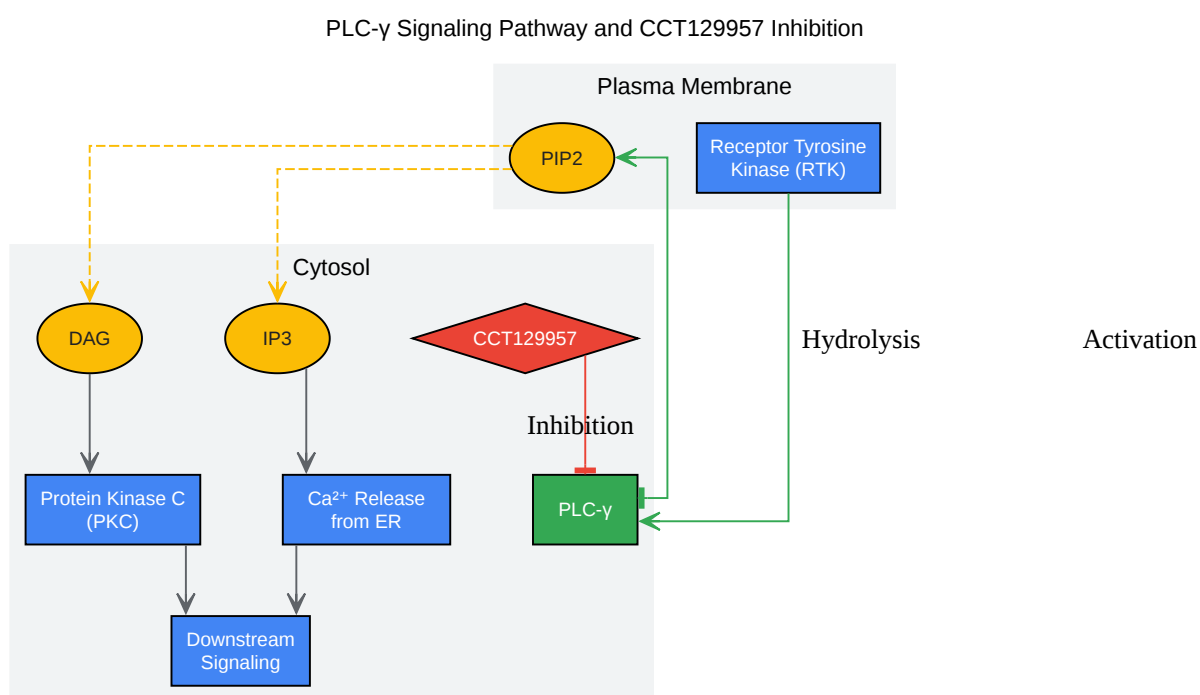 PLC-γ Signaling Pathway and CCT129957 Inhibition
Plasma Membrane
PIP2
Receptor Tyrosine
Kinase (RTK)
Cytosol
DAG
IP3
CCT129957
Hydrolysis
Activation
Inhibition
Protein Kinase C
(PKC)
Ca²⁺ Release
from ER
PLC-γ
Downstream
Signaling